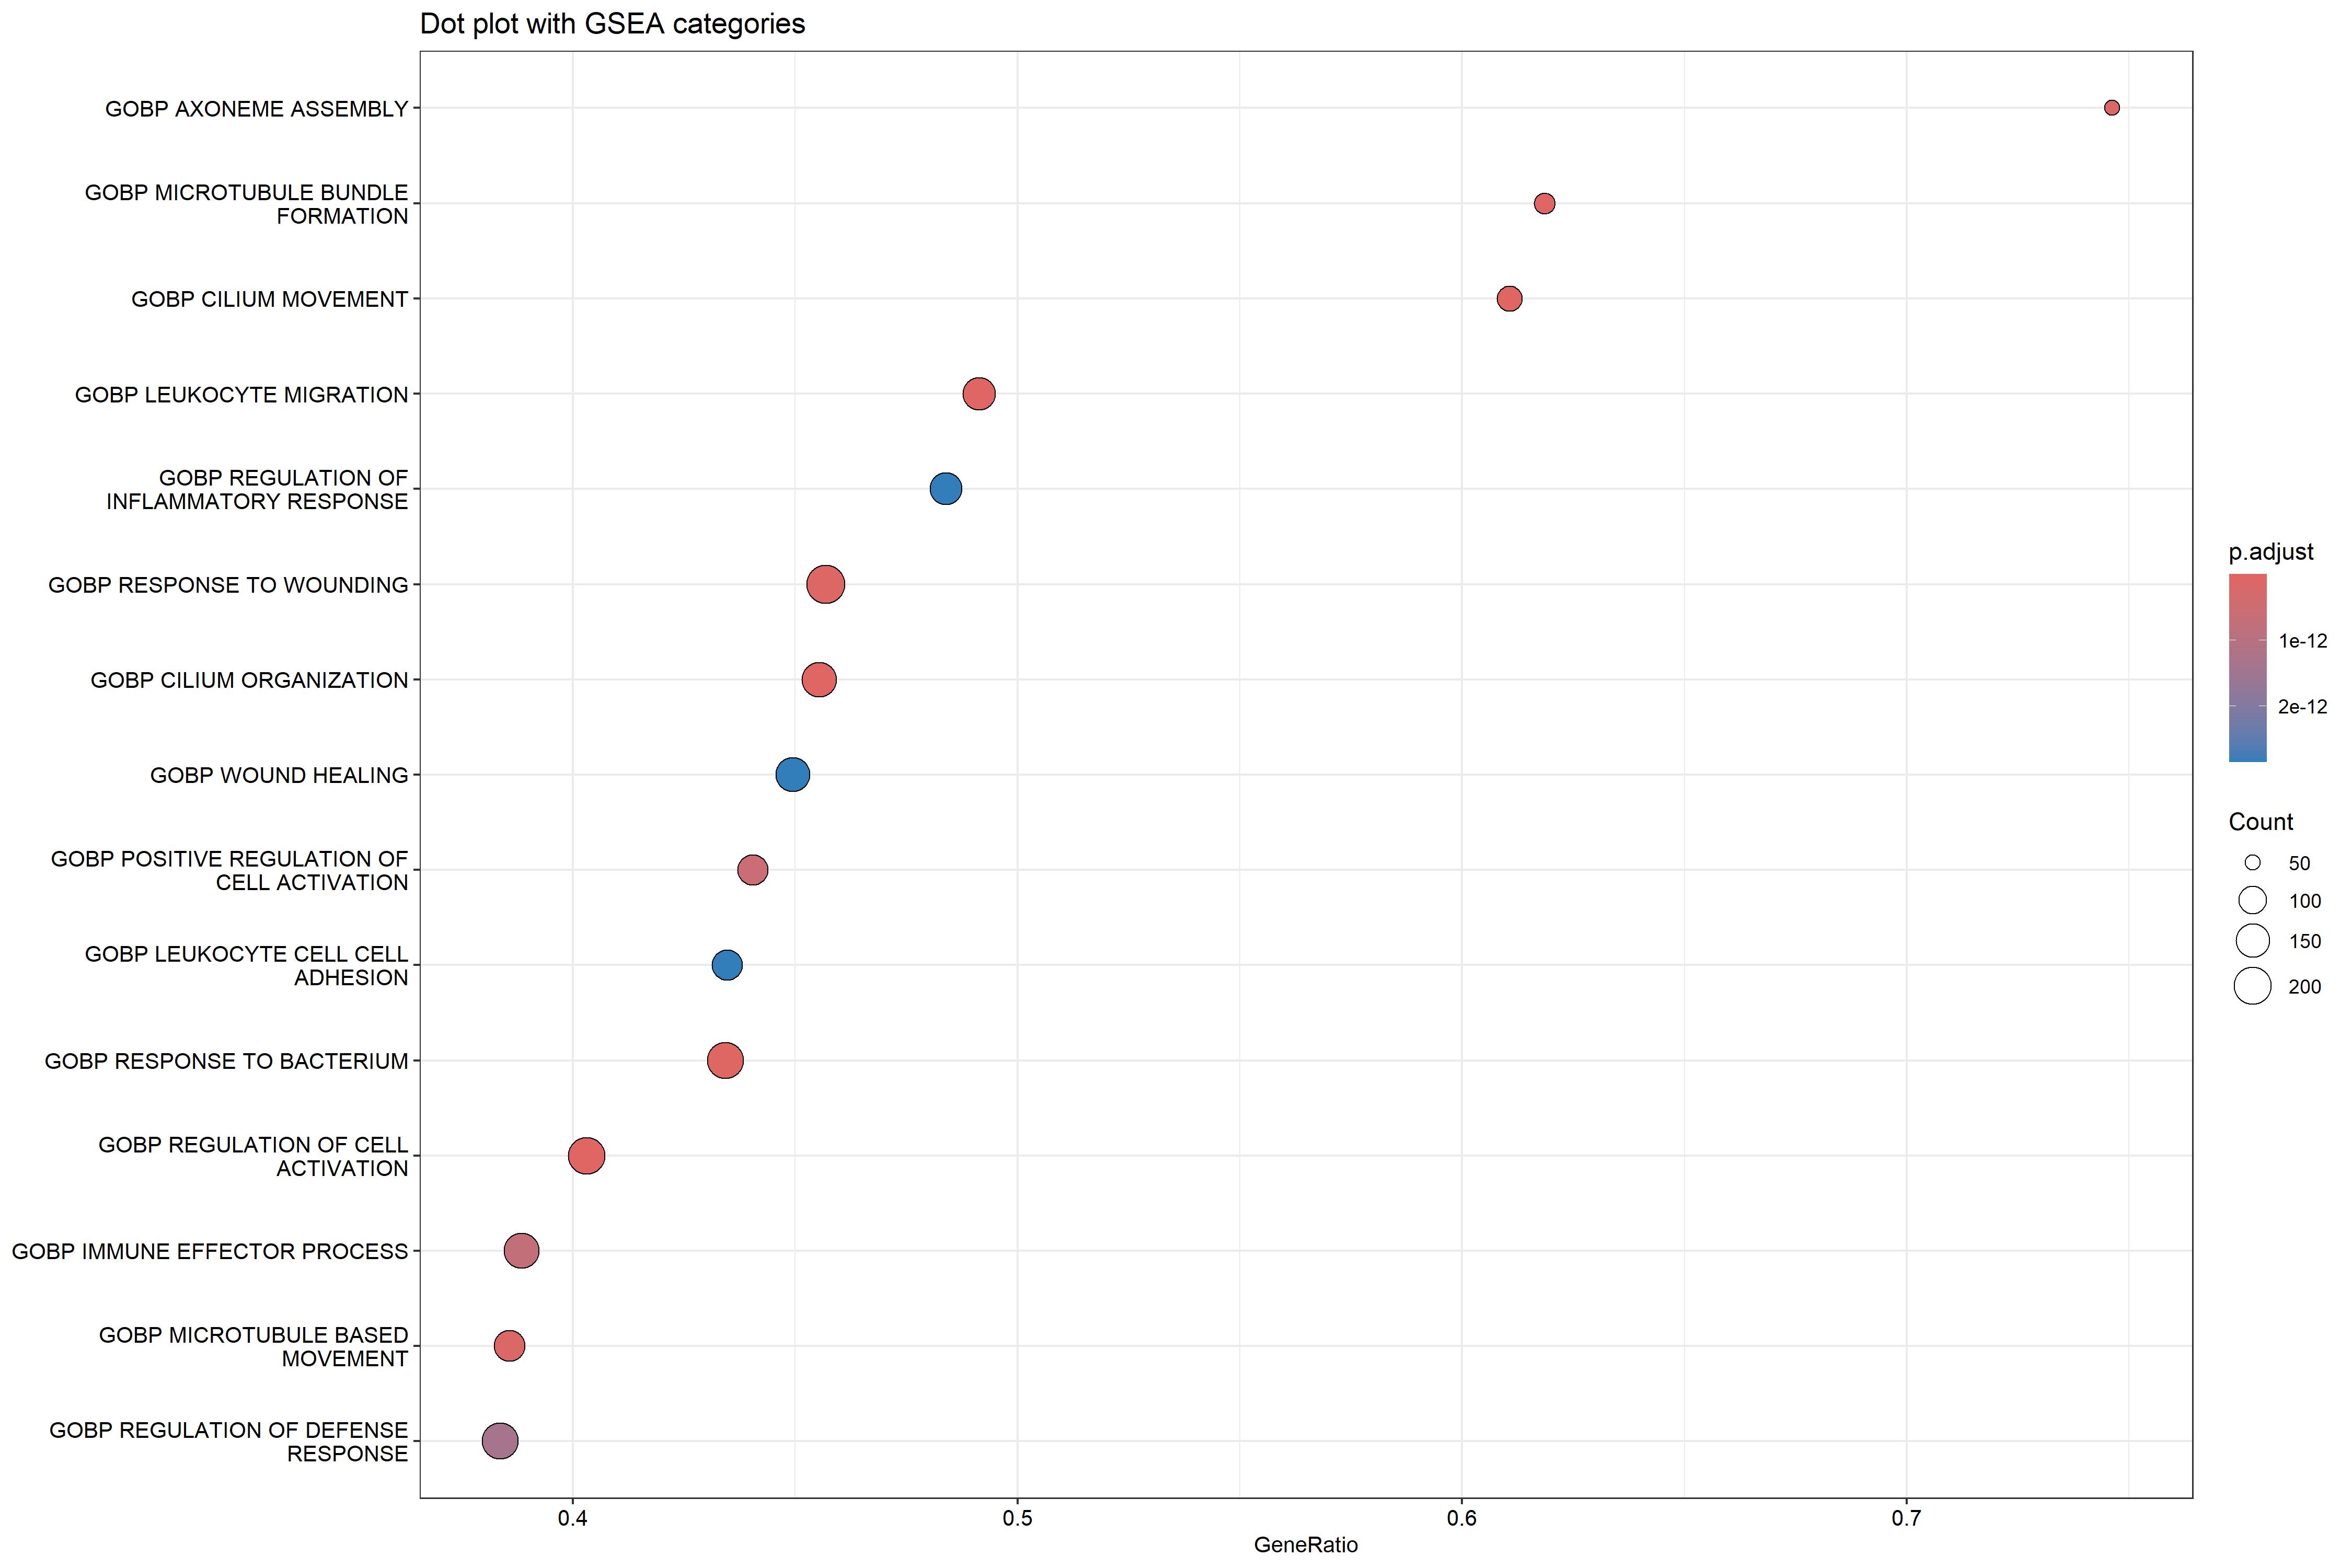 Dot plot with GSEA categories
GOBP AXONEME ASSEMBLY
GOBP MICROTUBULE BUNDLE
FORMATION
GOBP CILIUM MOVEMENT
GOBP LEUKOCYTE MIGRATION
GOBP REGULATION OF
INFLAMMATORY RESPONSE
GOBP RESPONSE TO WOUNDING
GOBP CILIUM ORGANIZATION
GOBP WOUND HEALING
GOBP POSITIVE REGULATION OF
CELL ACTIVATION
GOBP LEUKOCYTE CELL CELL
ADHESION
GOBP RESPONSE TO BACTERIUM
GOBP REGULATION OF CELL
ACTIVATION
GOBP IMMUNE EFFECTOR PROCESS
GOBP MICROTUBULE BASED
MOVEMENT
GOBP REGULATION OF DEFENSE
RESPONSE
0.4 0.5 0.6 0.7
GeneRatio
p.adjust
1e-12
2e-12
Count
50
100
150
200